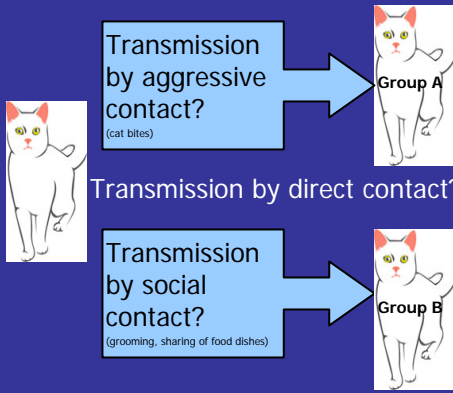 Transmission
by aggressive
contact?
(cat bites)
Group A
Transmission by direct contact?
Transmission
by social
contact?
(grooming, sharing of food dishes)
Group B